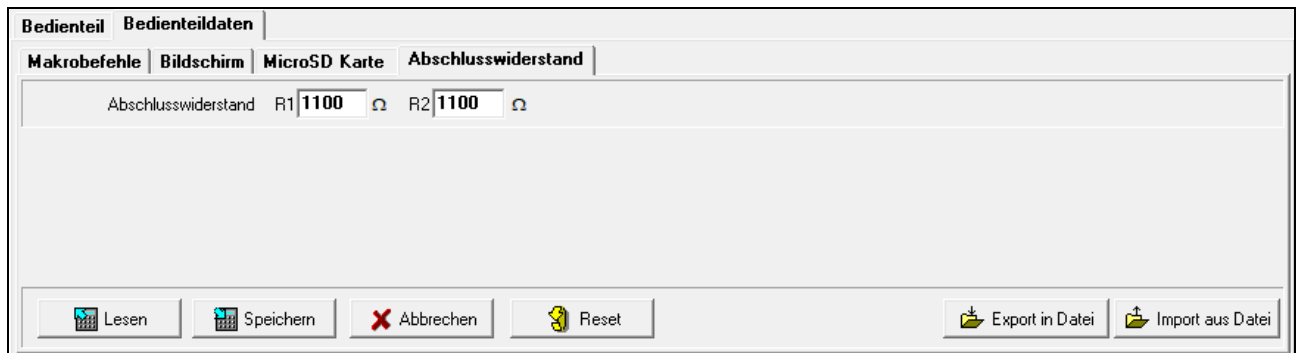 Bedienteil Bedienteildaten
Makrobefehle Bildschirm MicroSD Karte Abschlusswiderstand
Abschlusswiderstand R1 1100 Ω R2 1100 Ω
Lesen Speichern Abbrechen Reset Export in Datei Import aus Datei